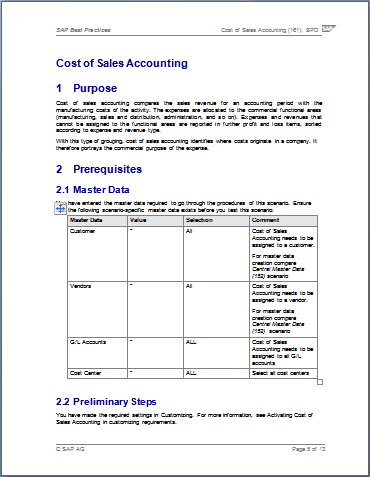 SAP Best Practices Cost of Sales Accounting (161): BPD SAP
Cost of Sales Accounting
1 Purpose
Cost of sales accounting compares the sales revenue for an accounting period with the
manufacturing costs of the activity. The expenses are allocated to the commercial functional areas
(manufacturing, sales and distribution, administration, and so on). Expenses and revenues that
cannot be assigned to the functional areas are reported in further profit and loss items, sorted
according to expense and revenue type.
With this type of grouping, cost of sales accounting identifies where costs originate in a company. It
therefore portrays the commercial purpose of the expense.
2 Prerequisites
2.1 Master Data
have entered the master data required to go through the procedures of this scenario. Ensure
the following scenario-specific master data exists before you test this scenario:
Master Data Value Selection Comment
Customer * All Cost of Sales
Accounting needs to be
assigned to a customer.
For master data
creation compare
Central Master Data
(152) scenario
Vendors * All Cost of Sales
Accounting needs to be
assigned to a vendor.
For master data
creation compare
Central Master Data
(152) scenario
G/L Accounts * ALL Cost of Sales
Accounting needs to be
assigned to all G/L
accounts
Cost Center * ALL Select all cost centers
2.2 Preliminary Steps
You have made the required settings in Customizing. For more information, see Activating Cost of
Sales Accounting in customizing requirements.
© SAP AG Page 5 of 13